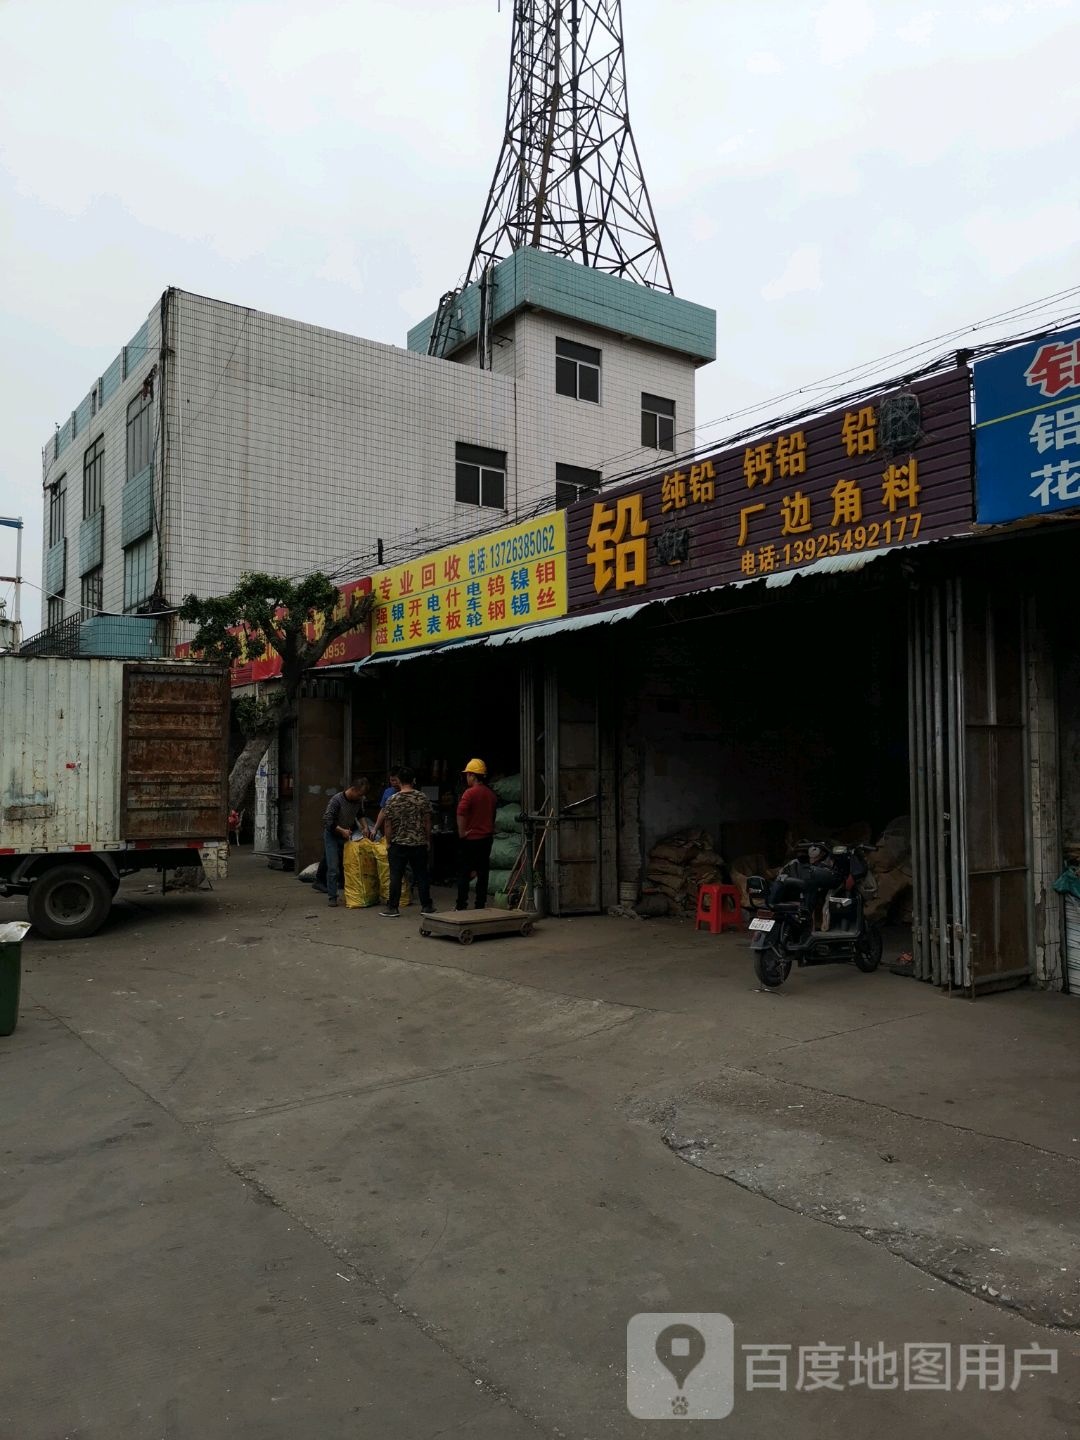 专业回收 电话:13726385062
强磁 银点 开关 电表 什板 电车轮 钨钢 镍锡 钼丝
铅 纯铅 钙铅 铅
厂边角料
电话:13925492177
铝
花
0953
百度地图用户